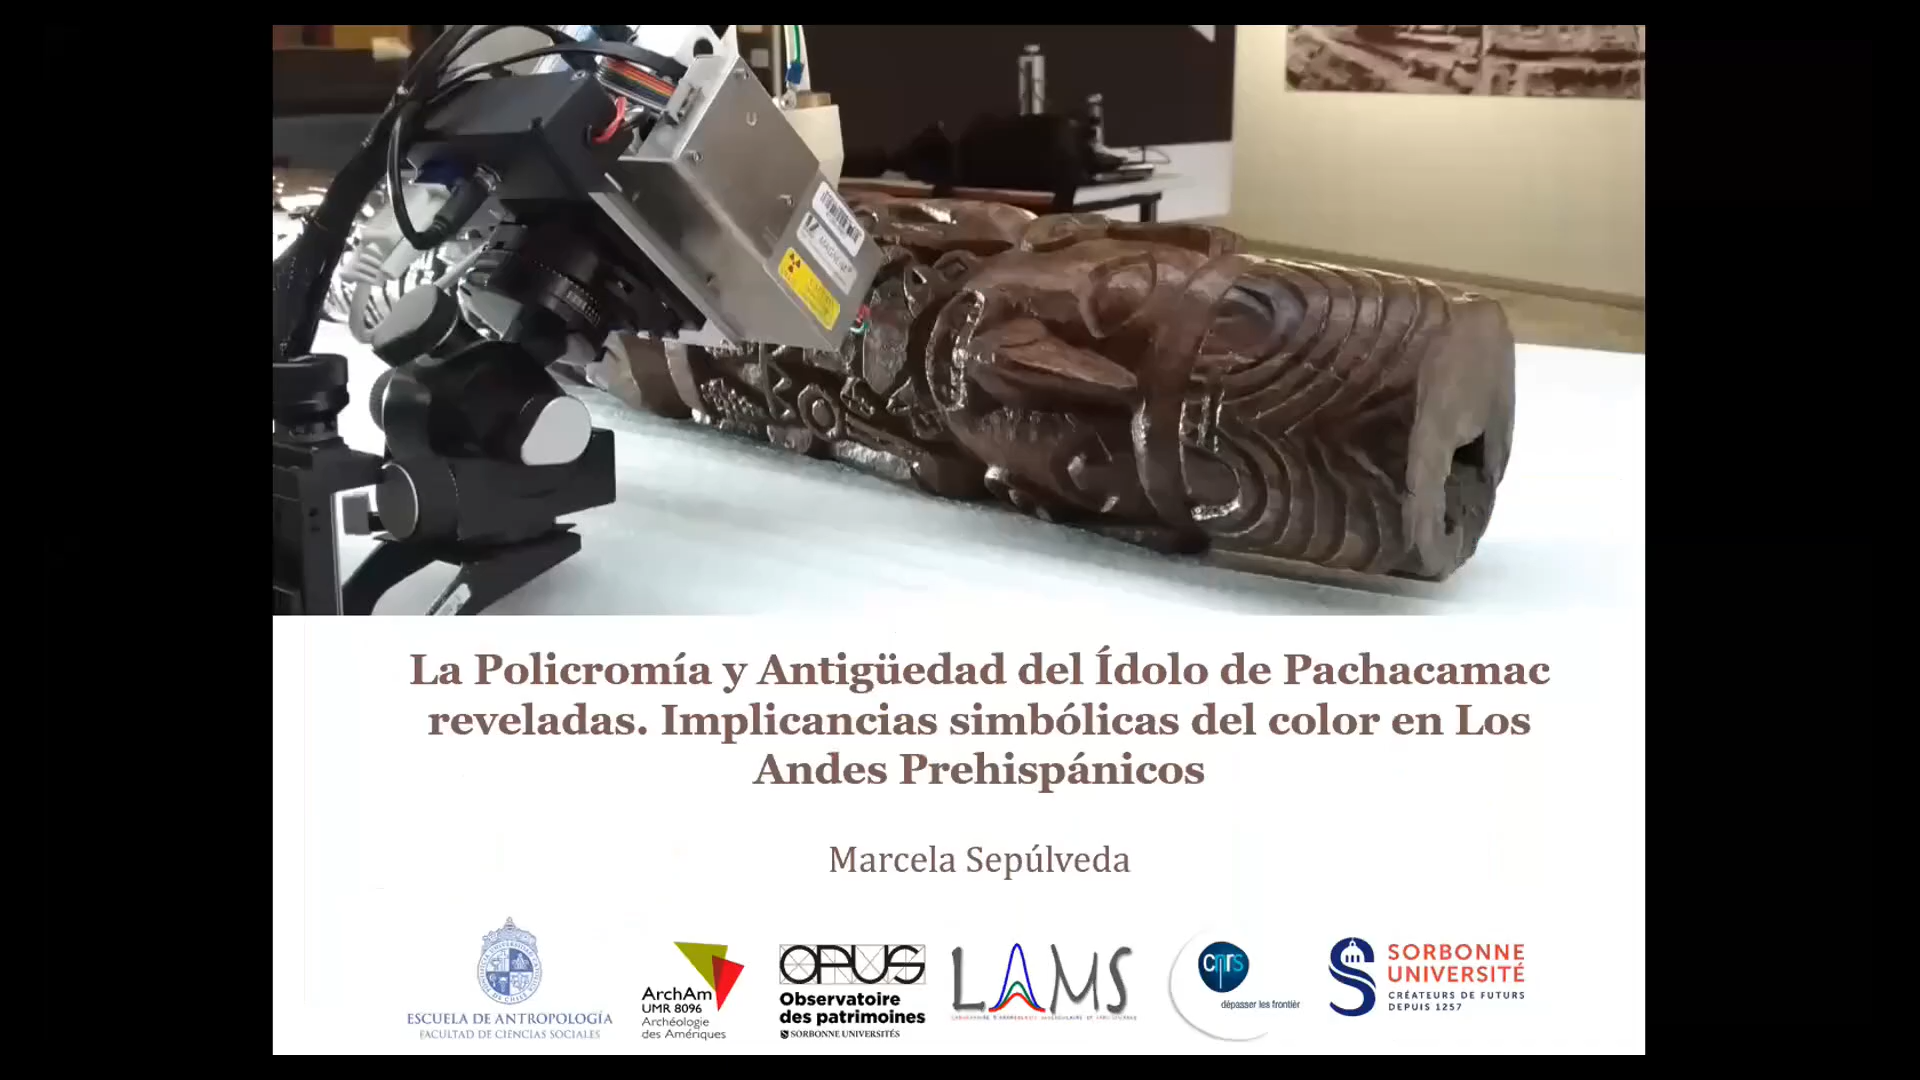 MAGNUM®
La Policromía y Antigüedad del Ídolo de Pachacamac
reveladas. Implicancias simbólicas del color en Los
Andes Prehispánicos
Marcela Sepúlveda
ESCUELA DE ANTROPOLOGÍA
FACULTAD DE CIENCIAS SOCIALES
ArchAm
UMR 8096
Archéologie
des Amériques
OPUS
Observatoire
des patrimoines
SORBONNE UNIVERSITÉS
LAMS
cnrs
dépasser les frontièr
SORBONNE
UNIVERSITÉ
CRÉATEURS DE FUTURS
DEPUIS 1257